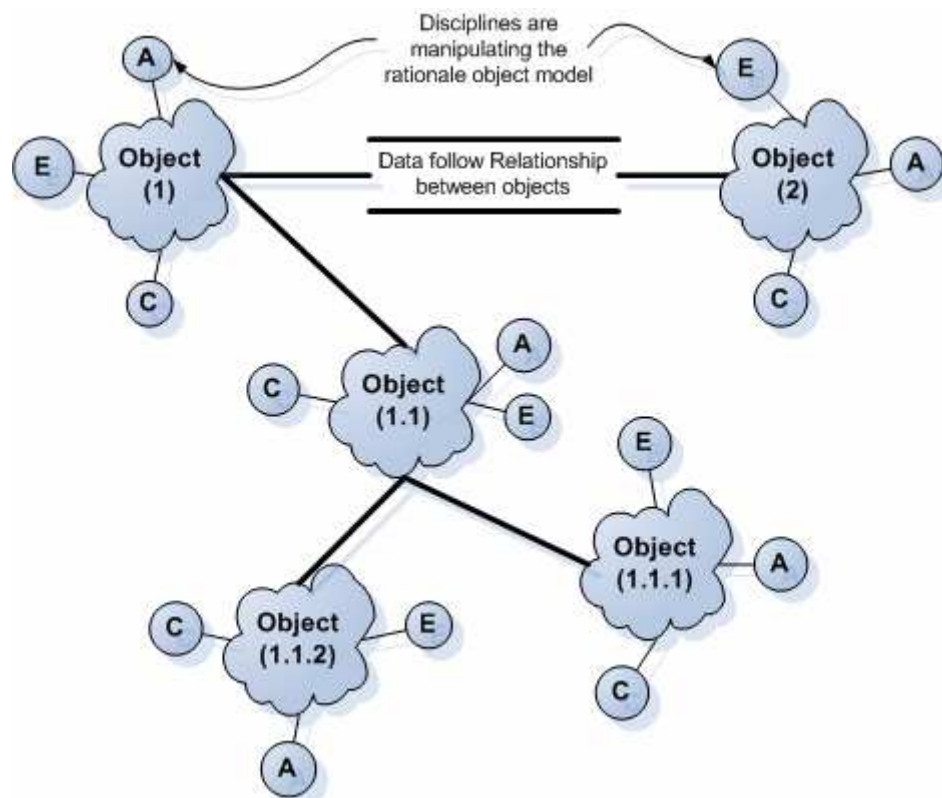 Disciplines are
manipulating the
rationale object model
A
E
E
Object
(1)
Data follow Relationship
between objects
Object
(2)
A
C
C
A
C
Object
(1.1)
E
E
Object
(1.1.1)
A
C
Object
(1.1.2)
E
C
A